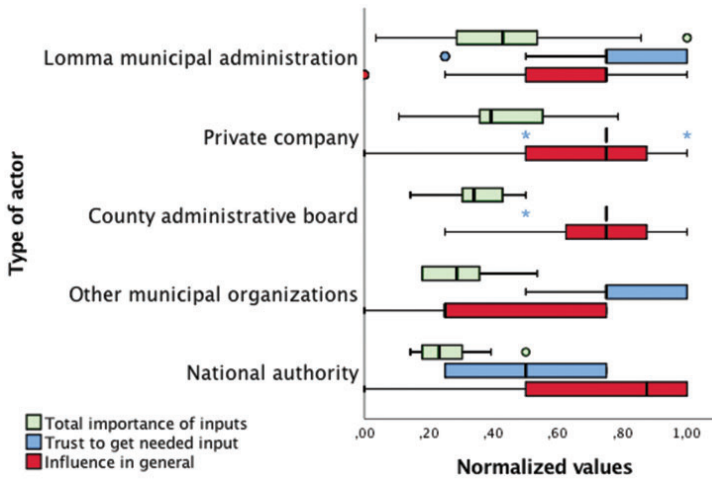 Type of actor
Lomma municipal administration
Private company
County administrative board
Other municipal organizations
National authority
Total importance of inputs
Trust to get needed input
Influence in general
,00 ,20 ,40 ,60 ,80 1,00
Normalized values